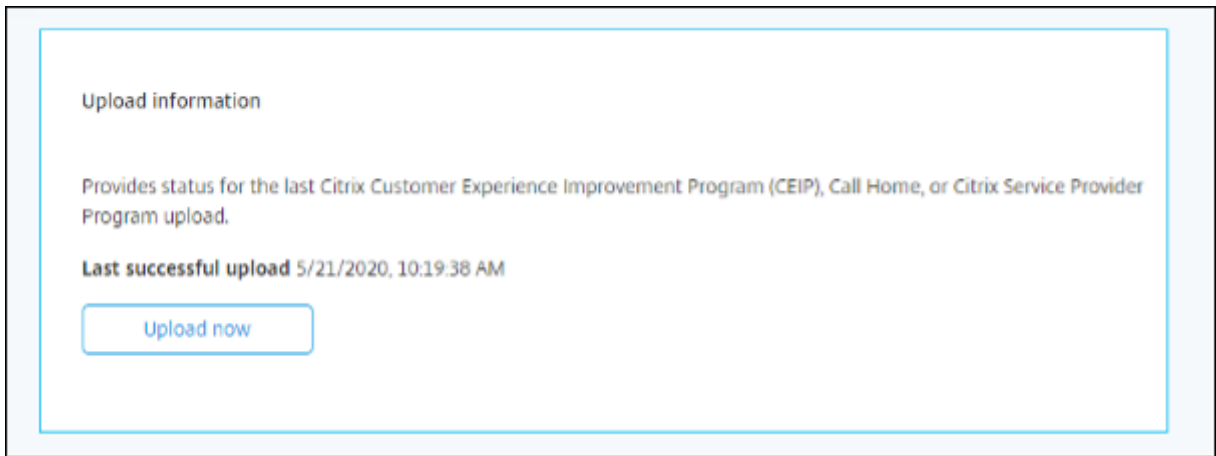 Upload information
Provides status for the last Citrix Customer Experience Improvement Program (CEIP), Call Home, or Citrix Service Provider
Program upload.
Last successful upload 5/21/2020, 10:19:38 AM
Upload now